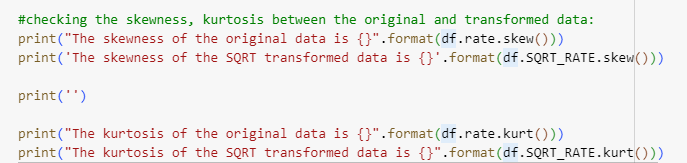 #checking the skewness, kurtosis between the original and transformed data:
print("The skewness of the original data is {}".format(df.rate.skew()))
print('The skewness of the SQRT transformed data is {}'.format(df.SQRT_RATE.skew()))
print('')
print("The kurtosis of the original data is {}".format(df.rate.kurt()))
print("The kurtosis of the SQRT transformed data is {}".format(df.SQRT_RATE.kurt()))